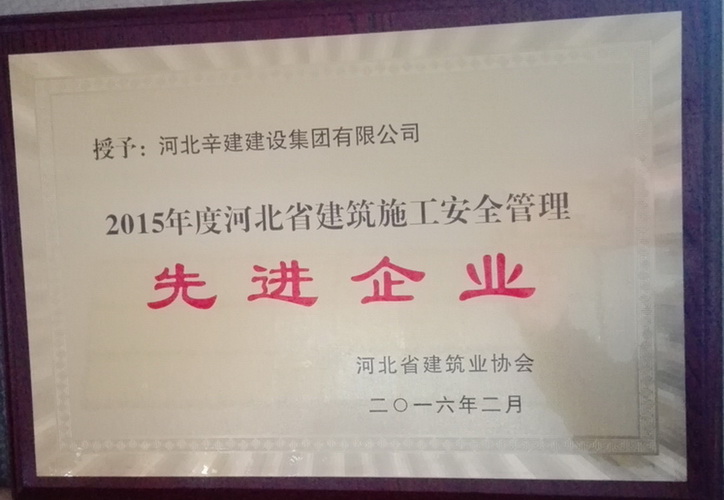 授予：河北辛建建设集团有限公司
2015年度河北省建筑施工安全管理
先进企业
河北省建筑业协会
二〇一六年二月